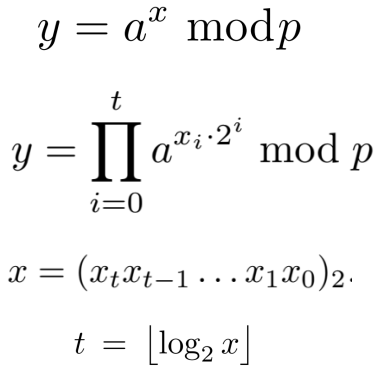 y = a^x mod p
y = ∏_{i=0}^{t} a^{x_i·2^i} mod p
x = (x_t x_{t−1} … x_1 x_0)_2.
t = ⌊log_2 x⌋